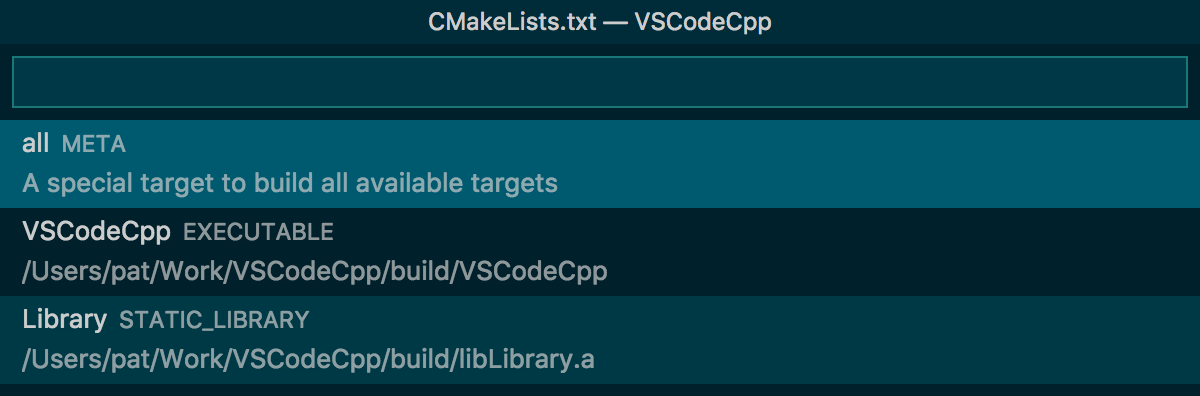 CMakeLists.txt — VSCodeCpp
all META
A special target to build all available targets
VSCodeCpp EXECUTABLE
/Users/pat/Work/VSCodeCpp/build/VSCodeCpp
Library STATIC_LIBRARY
/Users/pat/Work/VSCodeCpp/build/libLibrary.a